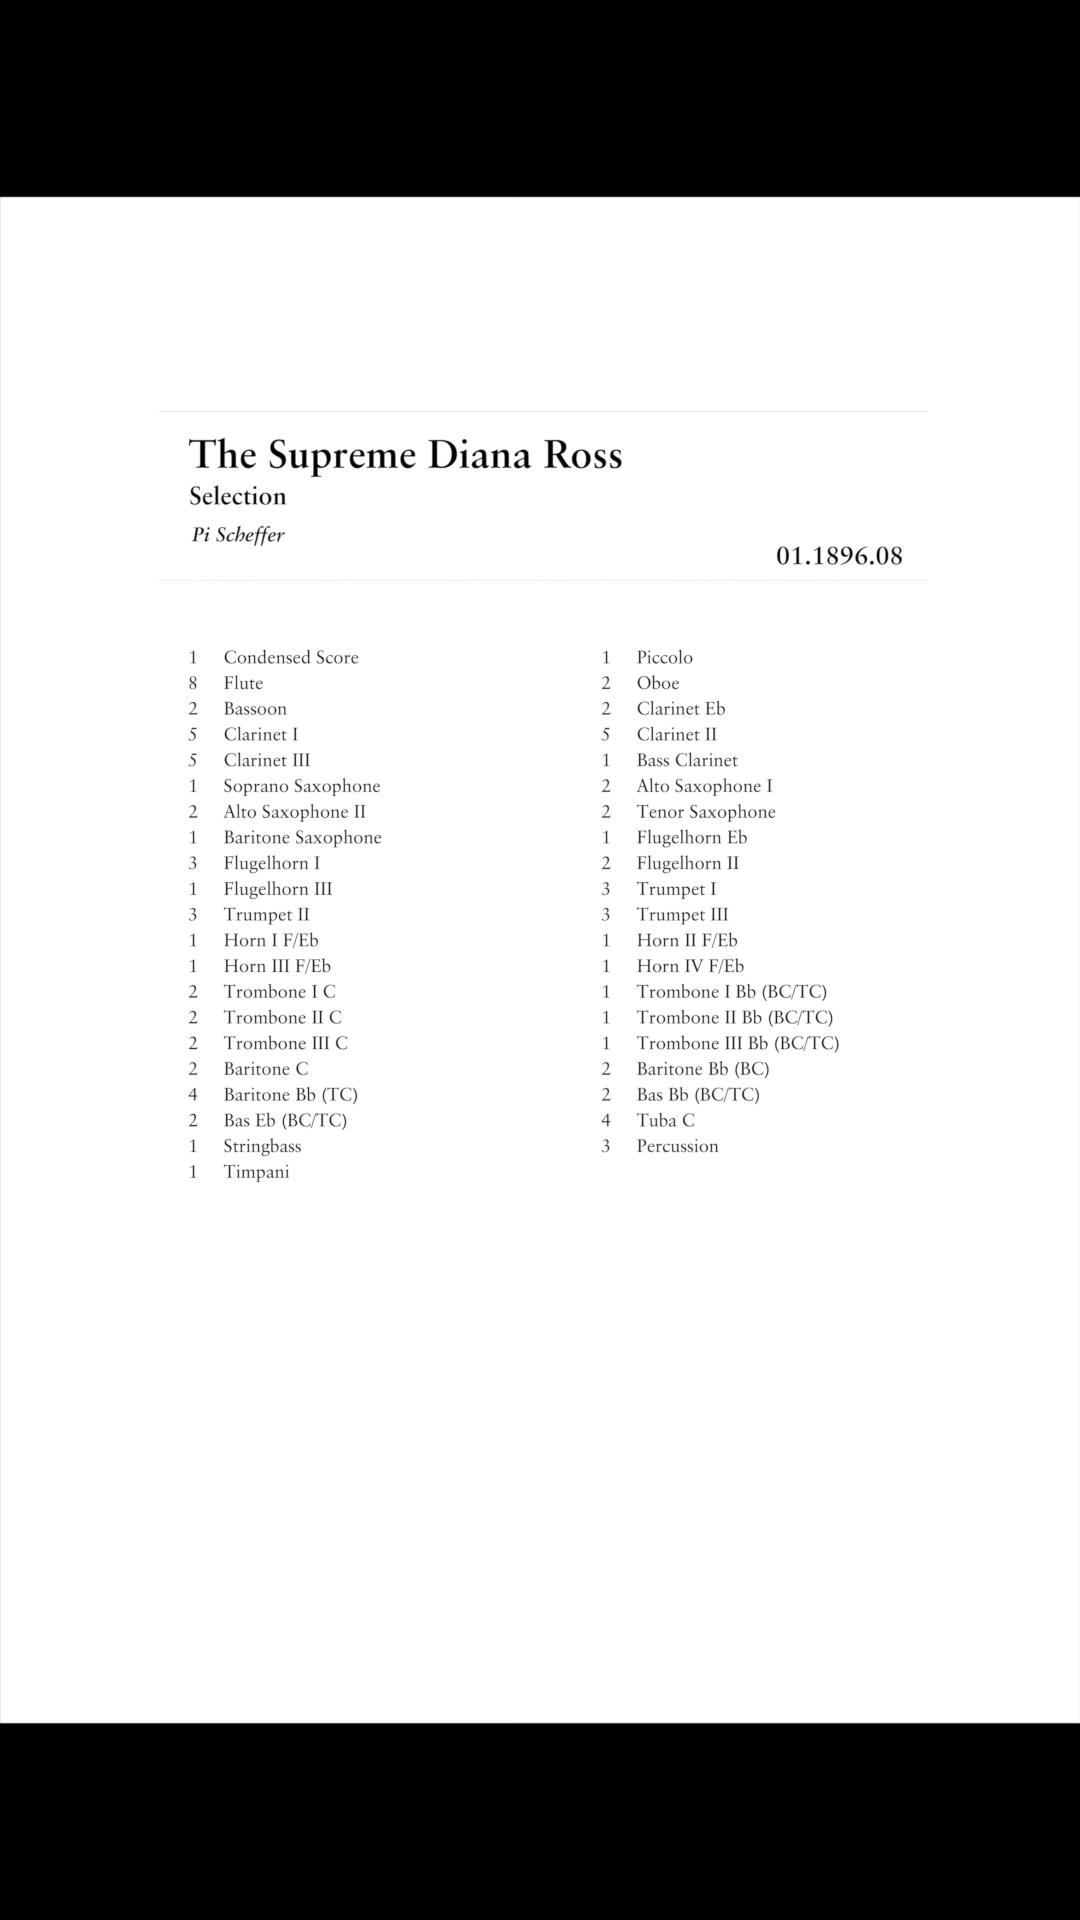 The Supreme Diana Ross
Selection
Pi Scheffer
01.1896.08
1 Condensed Score
8 Flute
2 Bassoon
5 Clarinet I
5 Clarinet III
1 Soprano Saxophone
2 Alto Saxophone II
1 Baritone Saxophone
3 Flugelhorn I
1 Flugelhorn III
3 Trumpet II
1 Horn I F/Eb
1 Horn III F/Eb
2 Trombone I C
2 Trombone II C
2 Trombone III C
2 Baritone C
4 Baritone Bb (TC)
2 Bas Eb (BC/TC)
1 Stringbass
1 Timpani
1 Piccolo
2 Oboe
2 Clarinet Eb
5 Clarinet II
1 Bass Clarinet
2 Alto Saxophone I
2 Tenor Saxophone
1 Flugelhorn Eb
2 Flugelhorn II
3 Trumpet I
3 Trumpet III
1 Horn II F/Eb
1 Horn IV F/Eb
1 Trombone I Bb (BC/TC)
1 Trombone II Bb (BC/TC)
1 Trombone III Bb (BC/TC)
2 Baritone Bb (BC)
2 Bas Bb (BC/TC)
4 Tuba C
3 Percussion